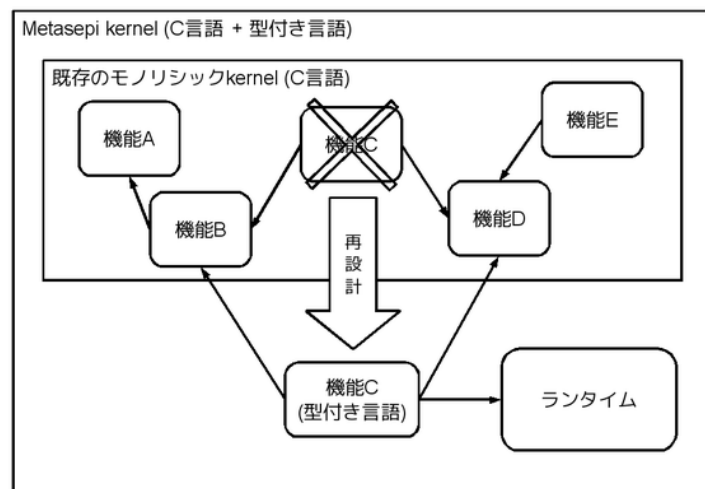 Metasepi kernel (C言語 + 型付き言語)
既存のモノリシックkernel (C言語)
機能A
機能C
機能E
機能B
機能D
再
設
計
機能C
(型付き言語)
ランタイム